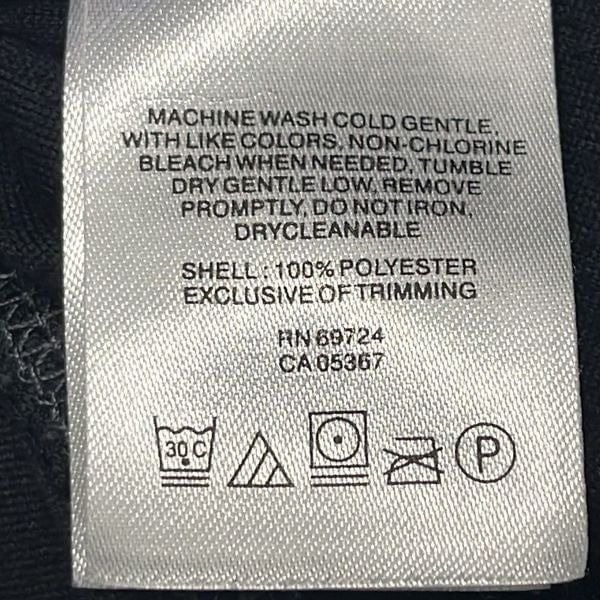 MACHINE WASH COLD GENTLE,
WITH LIKE COLORS, NON-CHLORINE
BLEACH WHEN NEEDED, TUMBLE
DRY GENTLE LOW, REMOVE
PROMPTLY, DO NOT IRON,
DRYCLEANABLE
SHELL : 100% POLYESTER
EXCLUSIVE OF TRIMMING
RN 69724
CA 05367
30 C P